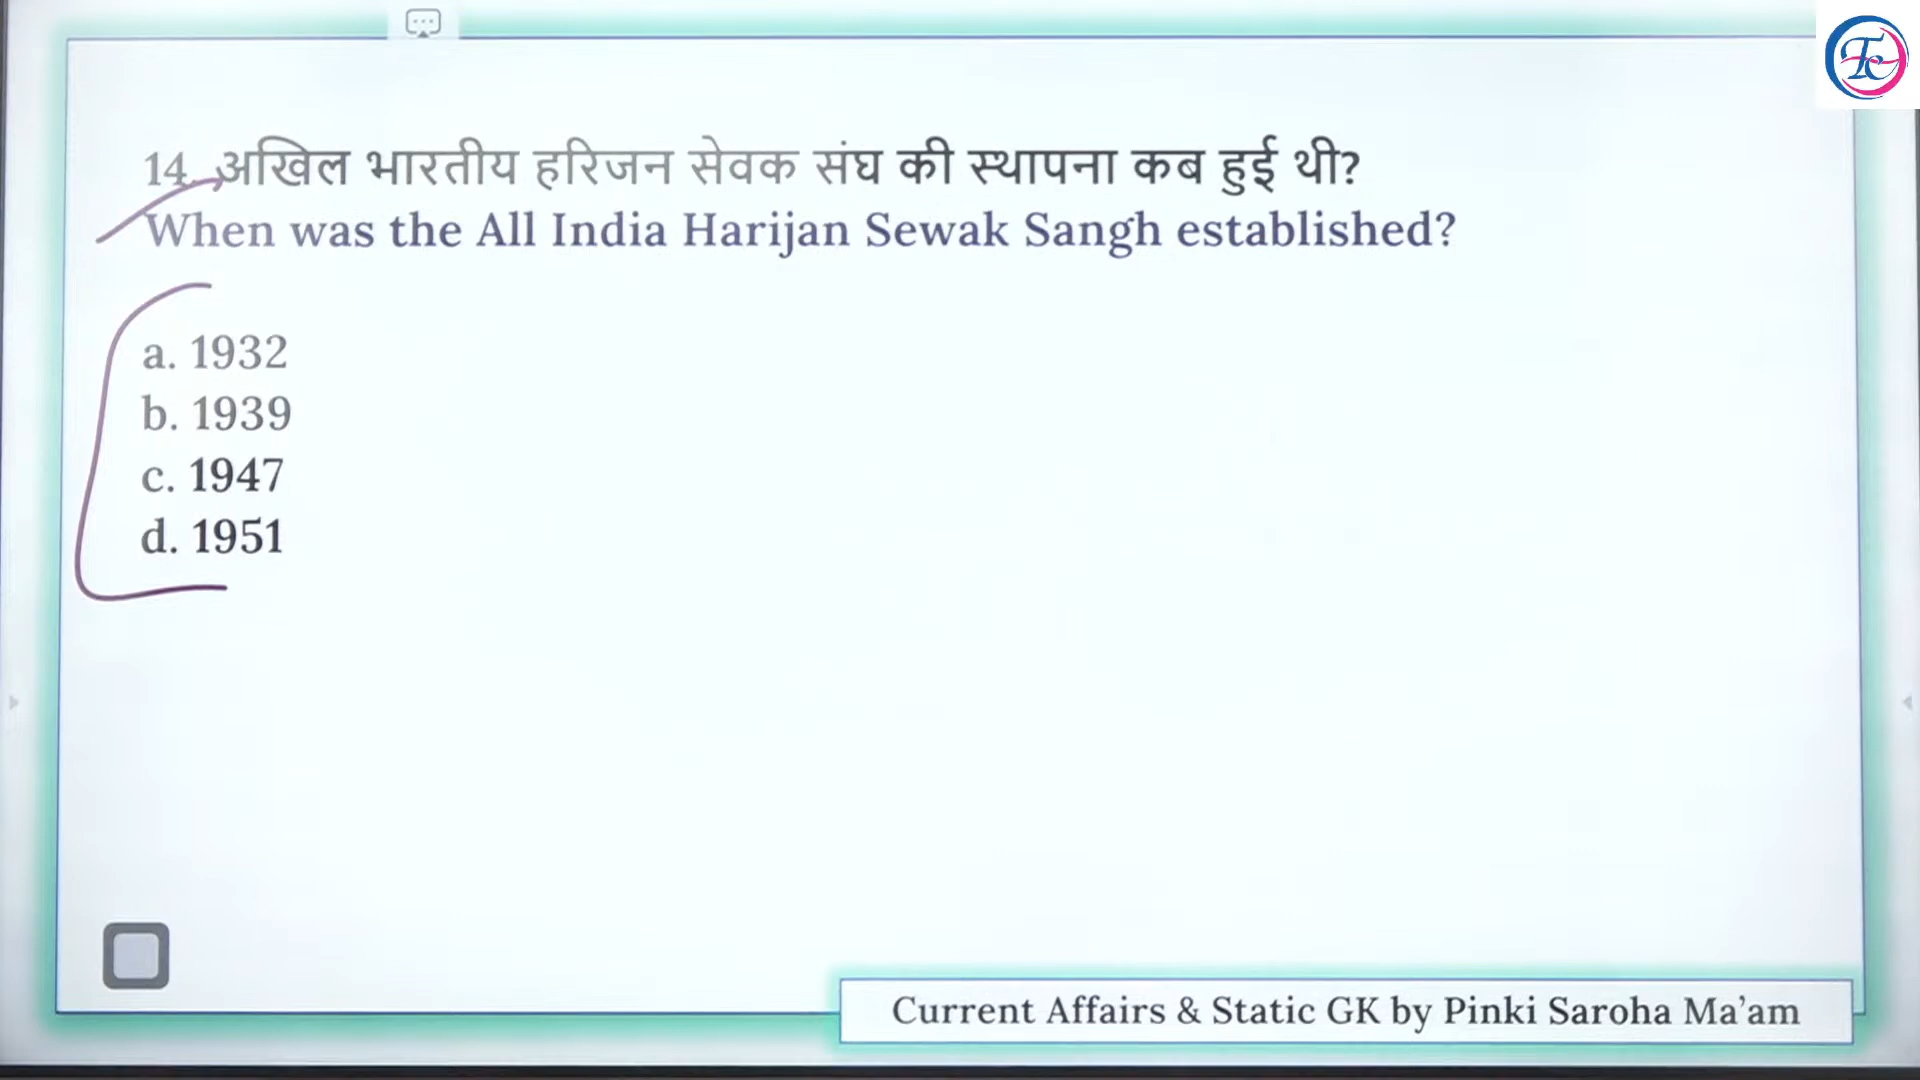 14. अखिल भारतीय हरिजन सेवक संघ की स्थापना कब हुई थी?
When was the All India Harijan Sewak Sangh established?
a. 1932
b. 1939
c. 1947
d. 1951
Current Affairs & Static GK by Pinki Saroha Ma’am
Tc